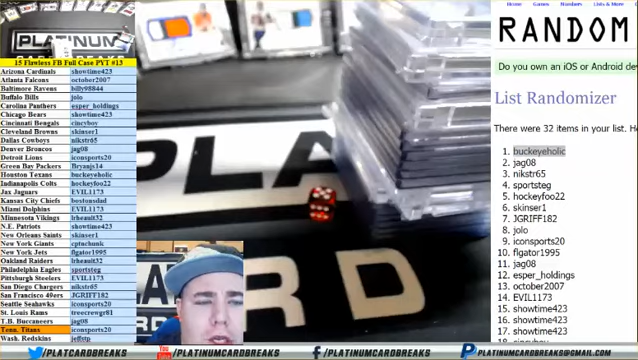 PLATINUM
15 Flawless FB Full Case PYT #13
Arizona Cardinals showtime423
Atlanta Falcons october2007
Baltimore Ravens billy98844
Buffalo Bills jolo
Carolina Panthers esper_holdings
Chicago Bears showtime423
Cincinnati Bengals cincyboy
Cleveland Browns skinser1
Dallas Cowboys nikstr65
Denver Broncos jag08
Detroit Lions iconsports20
Green Bay Packers Bryanjs14
Houston Texans buckeyeholic
Indianapolis Colts hockeyfoo22
Jax Jaguars EVIL1173
Kansas City Chiefs bostonsdad
Miami Dolphins EVIL1173
Minnesota Vikings
N.E. Patriots showtime423
New Orleans Saints skinser1
New York Giants
New York Jets flgator1995
Oakland Raiders
Philadelphia Eagles sportsteg
Pittsburgh Steelers EVIL1173
San Diego Chargers nikstr65
San Francisco 49ers JGRIFF182
Seattle Seahawks iconsports20
St. Louis Rams treecrewgr81
T.B. Buccaneers jag08
Tenn. Titans iconsports20
Wash. Redskins jeffstp
PLA
R D
Home Games Numbers Lists & More
RANDOM
Do you own an iOS or Android dev
List Randomizer
There were 32 items in your list. He
1. buckeyeholic
2. jag08
3. nikstr65
4. sportsteg
5. hockeyfoo22
6. skinser1
7. JGRIFF182
8. jolo
9. iconsports20
10. flgator1995
11. jag08
12. esper_holdings
13. october2007
14. EVIL1173
15. showtime423
16. showtime423
17. showtime423
/PLATCARDBREAKS You Tube /PLATINUMCARDBREAKS /PLATINUMCARDBREAKS PLATINUMCARDBREAKS@GMAIL.COM